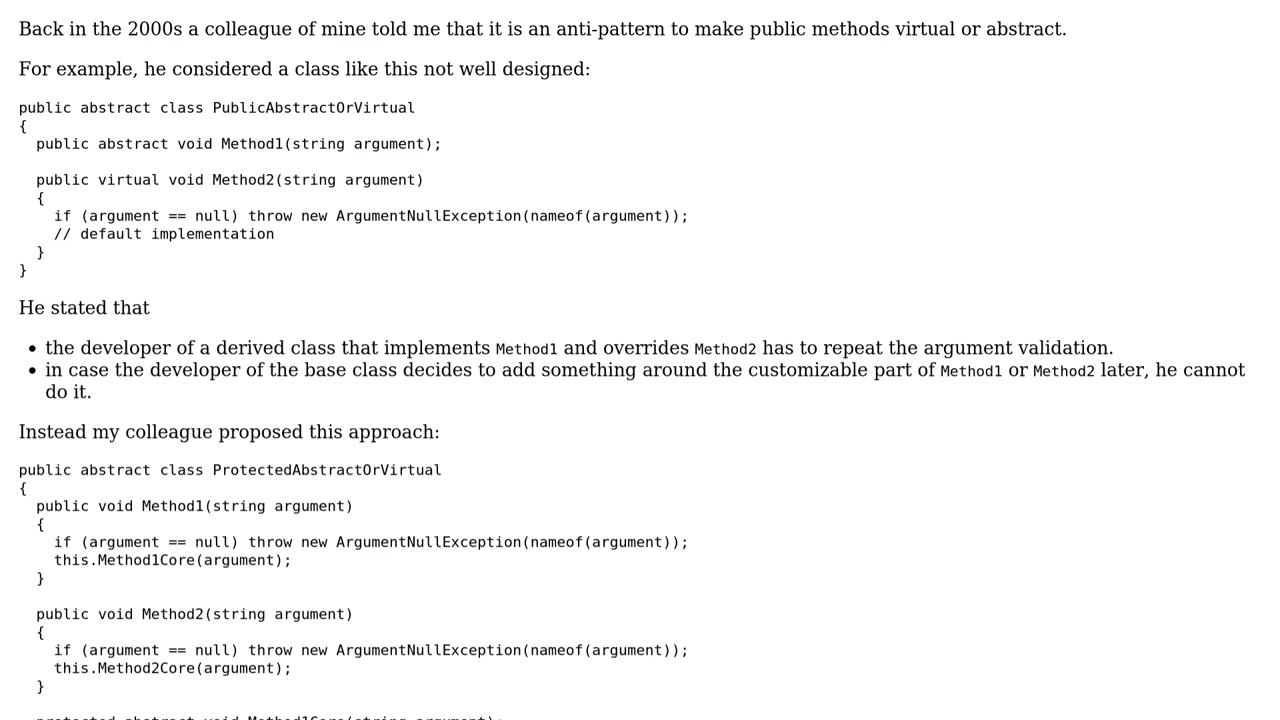 Back in the 2000s a colleague of mine told me that it is an anti-pattern to make public methods virtual or abstract.
For example, he considered a class like this not well designed:
public abstract class PublicAbstractOrVirtual
{
  public abstract void Method1(string argument);

  public virtual void Method2(string argument)
  {
    if (argument == null) throw new ArgumentNullException(nameof(argument));
    // default implementation
  }
}
He stated that
• the developer of a derived class that implements Method1 and overrides Method2 has to repeat the argument validation.
• in case the developer of the base class decides to add something around the customizable part of Method1 or Method2 later, he cannot
do it.
Instead my colleague proposed this approach:
public abstract class ProtectedAbstractOrVirtual
{
  public void Method1(string argument)
  {
    if (argument == null) throw new ArgumentNullException(nameof(argument));
    this.Method1Core(argument);
  }

  public void Method2(string argument)
  {
    if (argument == null) throw new ArgumentNullException(nameof(argument));
    this.Method2Core(argument);
  }

  protected abstract void Method1Core(string argument);